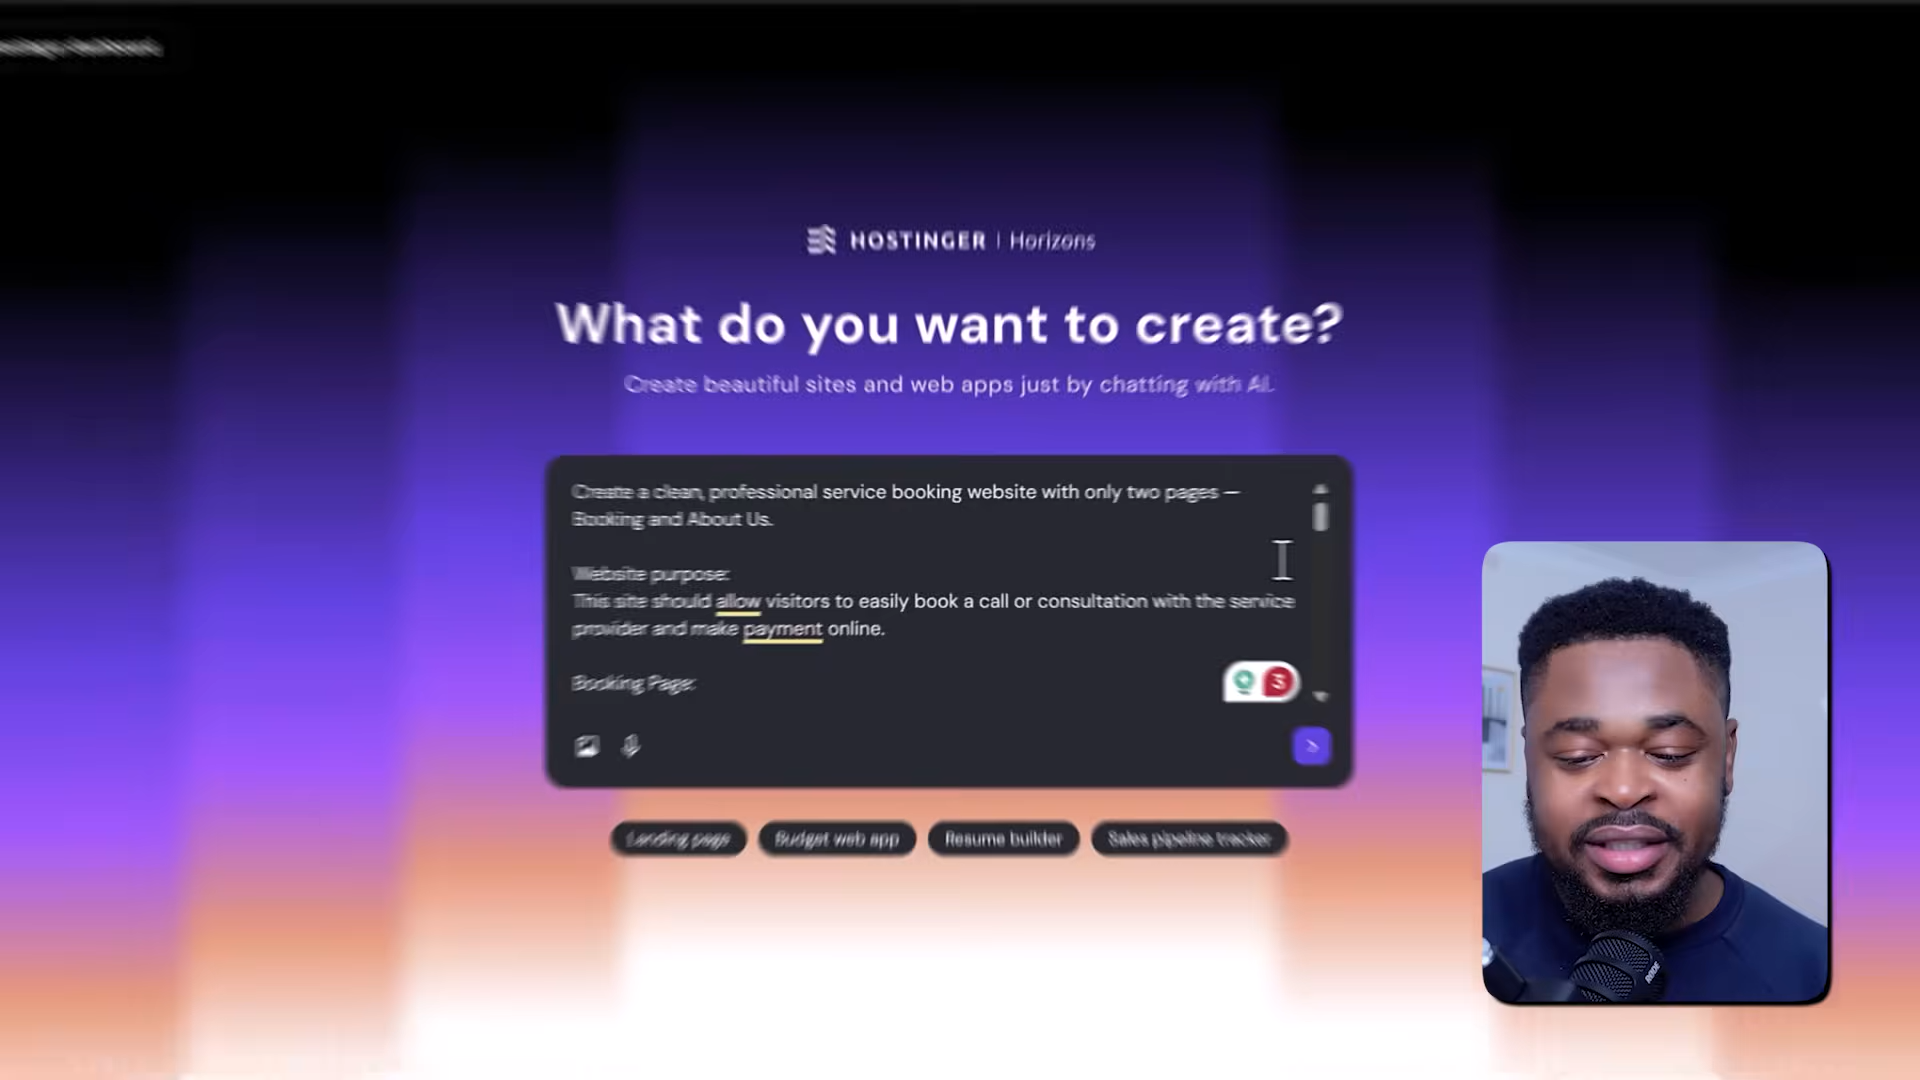 HOSTINGER | Horizons
What do you want to create?
Create beautiful sites and web apps just by chatting with AI.
Create a clean, professional service booking website with only two pages —
Booking and About Us.
Website purpose:
This site should allow visitors to easily book a call or consultation with the service
provider and make payment online.
Booking Page:
3
Landing page
Budget web app
Resume builder
Sales pipeline tracker
RODE